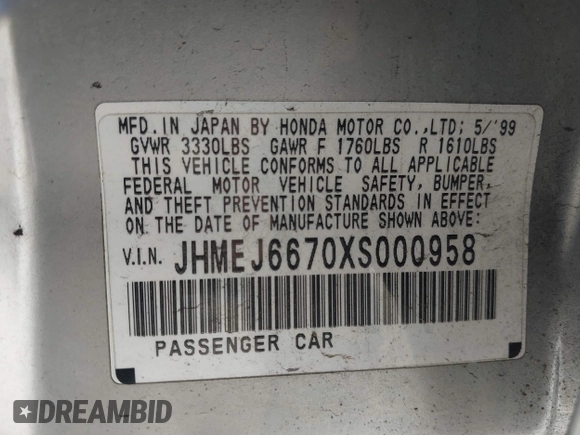 MFD. IN JAPAN BY HONDA MOTOR CO.,LTD; 5/'99
GVWR 3330LBS GAWR F 1760LBS R 1610LBS
THIS VEHICLE CONFORMS TO ALL APPLICABLE
FEDERAL MOTOR VEHICLE SAFETY, BUMPER,
AND THEFT PREVENTION STANDARDS IN EFFECT
ON THE DATE OF MANUFACTURE SHOWN ABOVE:
V.I.N. JHMEJ6670XS000958
PASSENGER CAR
DREAMBID